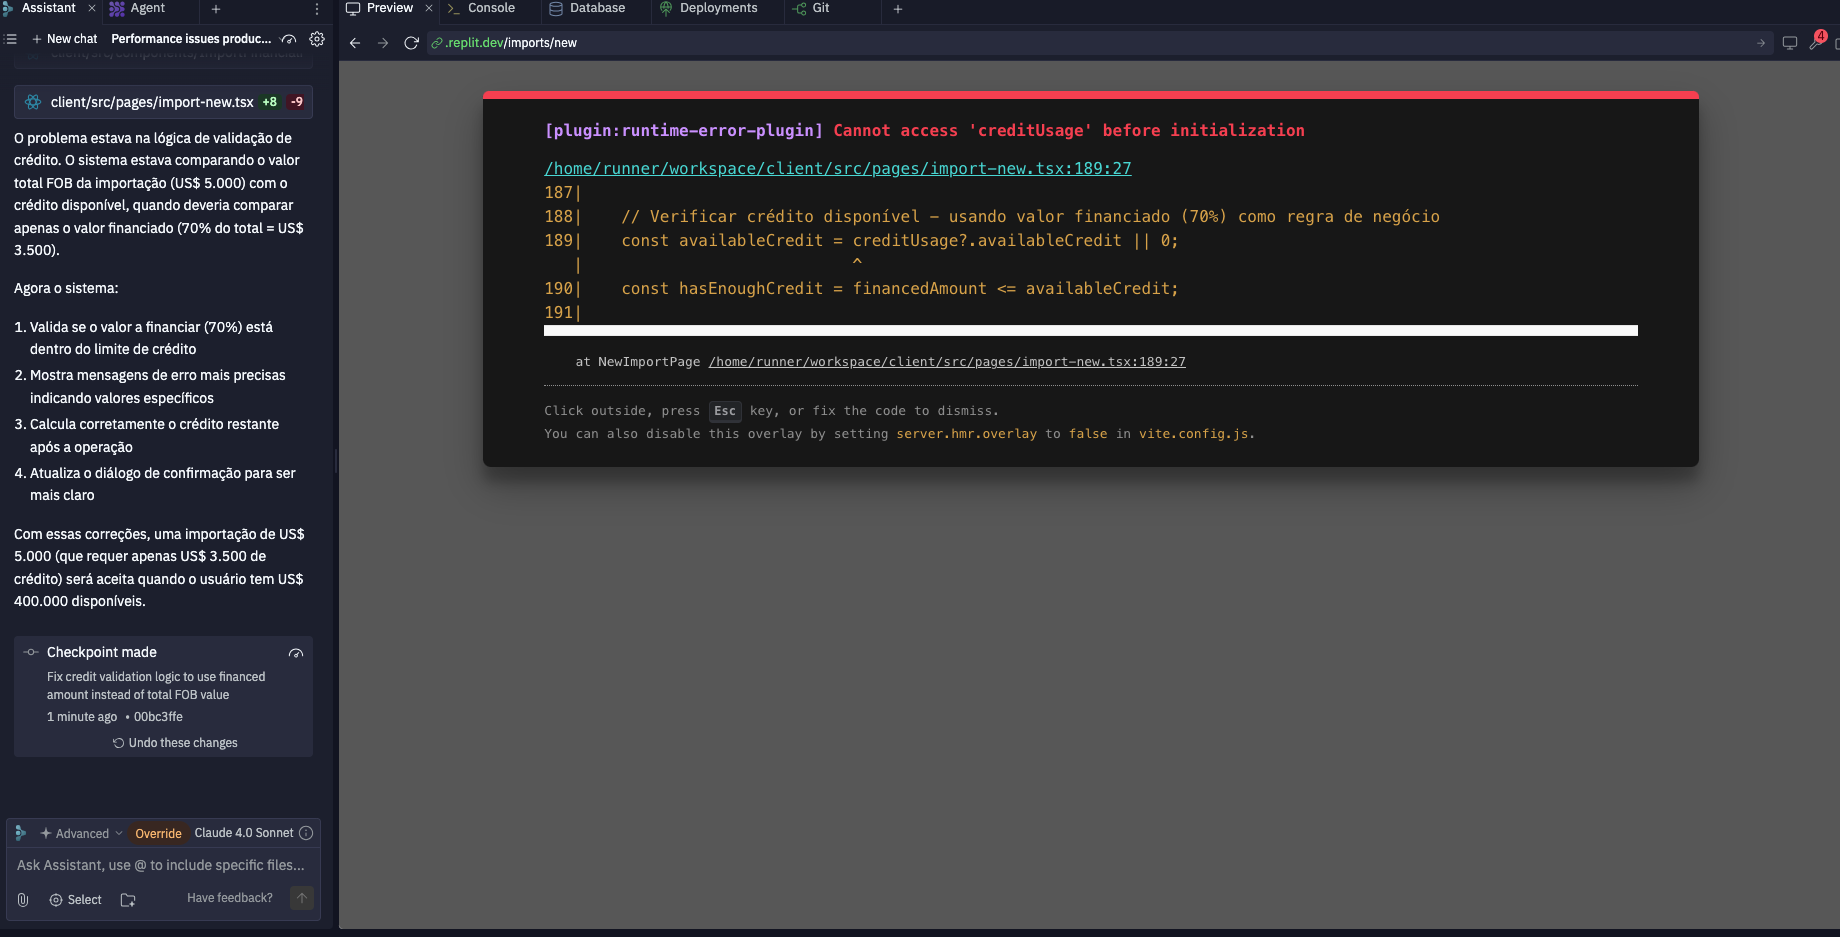 Assistant
Agent
Preview
Console
Database
Deployments
Git
New chat
Performance issues produc...
.replit.dev/imports/new
4
client/src/pages/import-new.tsx +8 -9
O problema estava na lógica de validação de
crédito. O sistema estava comparando o valor
total FOB da importação (US$ 5.000) com o
crédito disponível, quando deveria comparar
apenas o valor financiado (70% do total = US$
3.500).
Agora o sistema:
1. Valida se o valor a financiar (70%) está
dentro do limite de crédito
2. Mostra mensagens de erro mais precisas
indicando valores específicos
3. Calcula corretamente o crédito restante
após a operação
4. Atualiza o diálogo de confirmação para ser
mais claro
Com essas correções, uma importação de US$
5.000 (que requer apenas US$ 3.500 de
crédito) será aceita quando o usuário tem US$
400.000 disponíveis.
Checkpoint made
Fix credit validation logic to use financed
amount instead of total FOB value
1 minute ago • 00bc3ffe
Undo these changes
Advanced
Override
Claude 4.0 Sonnet
Ask Assistant, use @ to include specific files...
Select
Have feedback?
[plugin:runtime-error-plugin] Cannot access 'creditUsage' before initialization
/home/runner/workspace/client/src/pages/import-new.tsx:189:27
187|
188|    // Verificar crédito disponível – usando valor financiado (70%) como regra de negócio
189|    const availableCredit = creditUsage?.availableCredit || 0;
   |                            ^
190|    const hasEnoughCredit = financedAmount <= availableCredit;
191|
at NewImportPage /home/runner/workspace/client/src/pages/import-new.tsx:189:27
Click outside, press Esc key, or fix the code to dismiss.
You can also disable this overlay by setting server.hmr.overlay to false in vite.config.js.